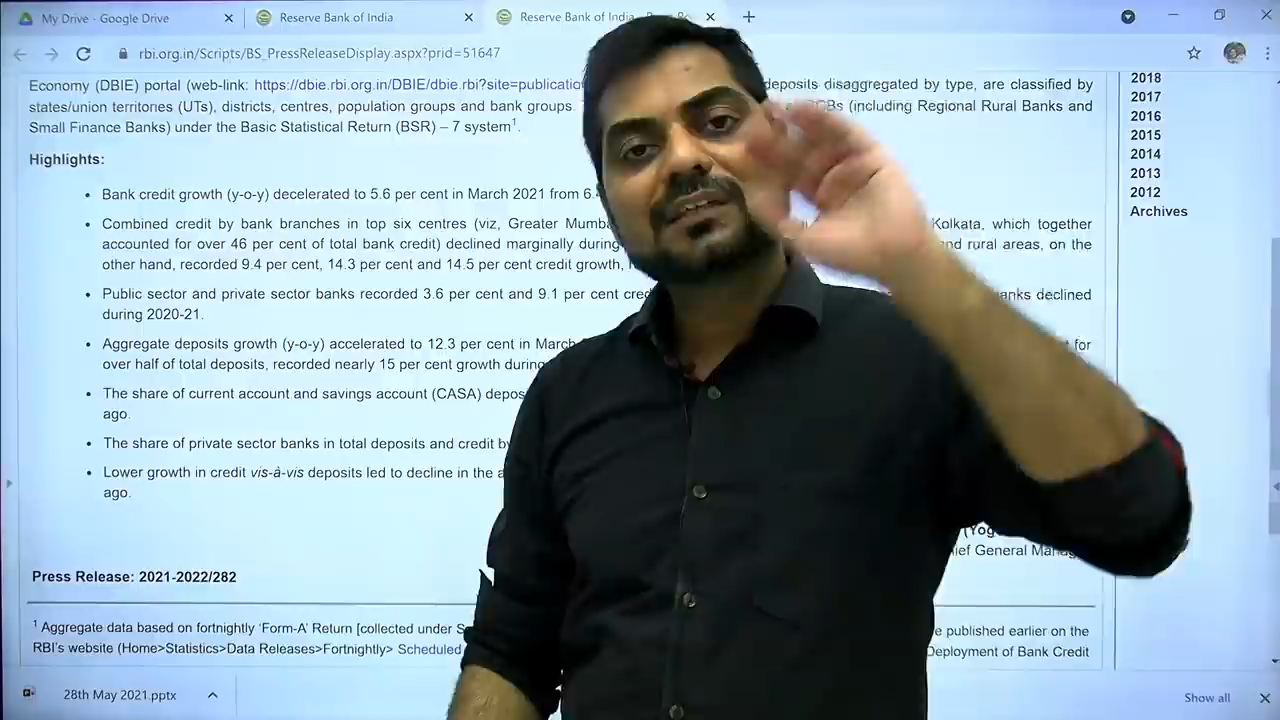 My Drive - Google Drive
Reserve Bank of India
Reserve Bank of India
rbi.org.in/Scripts/BS_PressReleaseDisplay.aspx?prid=51647
Economy (DBIE) portal (web-link: https://dbie.rbi.org.in/DBIE/dbie.rbi?site=publicatio deposits disaggregated by type, are classified by
states/union territories (UTs), districts, centres, population groups and bank groups. (including Regional Rural Banks and
Small Finance Banks) under the Basic Statistical Return (BSR) – 7 system1.
Highlights:
• Bank credit growth (y-o-y) decelerated to 5.6 per cent in March 2021 from 6.
• Combined credit by bank branches in top six centres (viz, Greater Mumb Kolkata, which together
accounted for over 46 per cent of total bank credit) declined marginally during and rural areas, on the
other hand, recorded 9.4 per cent, 14.3 per cent and 14.5 per cent credit growth,
• Public sector and private sector banks recorded 3.6 per cent and 9.1 per cent cred anks declined
during 2020-21.
• Aggregate deposits growth (y-o-y) accelerated to 12.3 per cent in March for
over half of total deposits, recorded nearly 15 per cent growth during
• The share of current account and savings account (CASA) depos
ago.
• The share of private sector banks in total deposits and credit by
• Lower growth in credit vis-à-vis deposits led to decline in the a
ago.
(Yog
ief General Manag
Press Release: 2021-2022/282
1 Aggregate data based on fortnightly ‘Form-A’ Return [collected under S e published earlier on the
RBI’s website (Home>Statistics>Data Releases>Fortnightly> Scheduled Deployment of Bank Credit
2018
2017
2016
2015
2014
2013
2012
Archives
28th May 2021.pptx
Show all